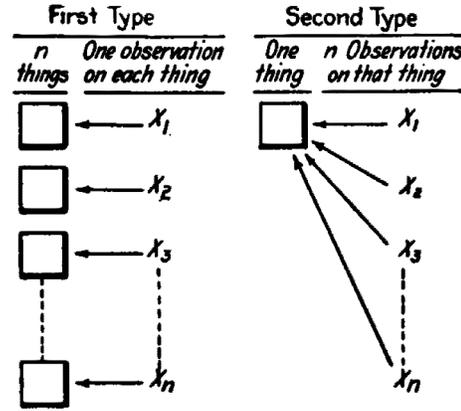 First Type
n things
One observation on each thing
X1
X2
X3
Xn
Second Type
One thing
n Observations on that thing
X1
X2
X3
Xn